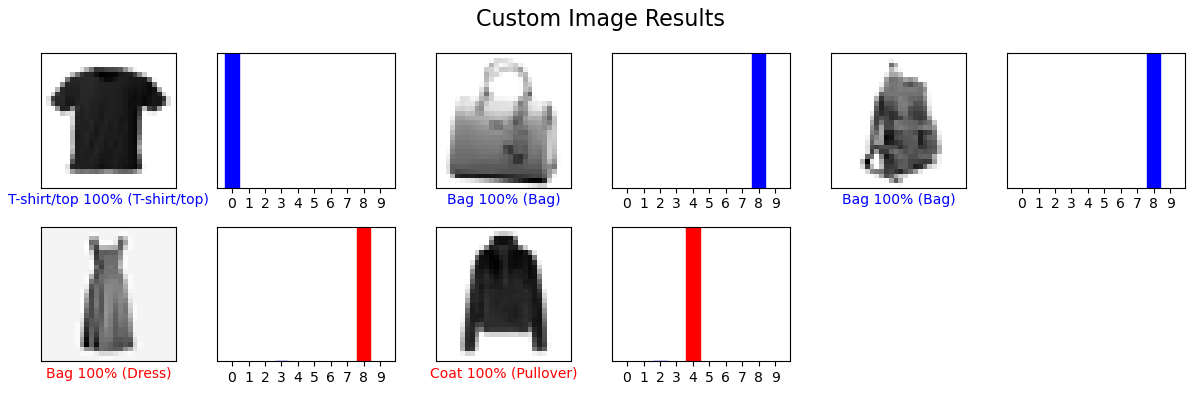 Custom Image Results
0 1 2 3 4 5 6 7 8 9
T-shirt/top 100% (T-shirt/top)
0 1 2 3 4 5 6 7 8 9
Bag 100% (Bag)
0 1 2 3 4 5 6 7 8 9
Bag 100% (Bag)
0 1 2 3 4 5 6 7 8 9
Bag 100% (Dress)
0 1 2 3 4 5 6 7 8 9
Coat 100% (Pullover)